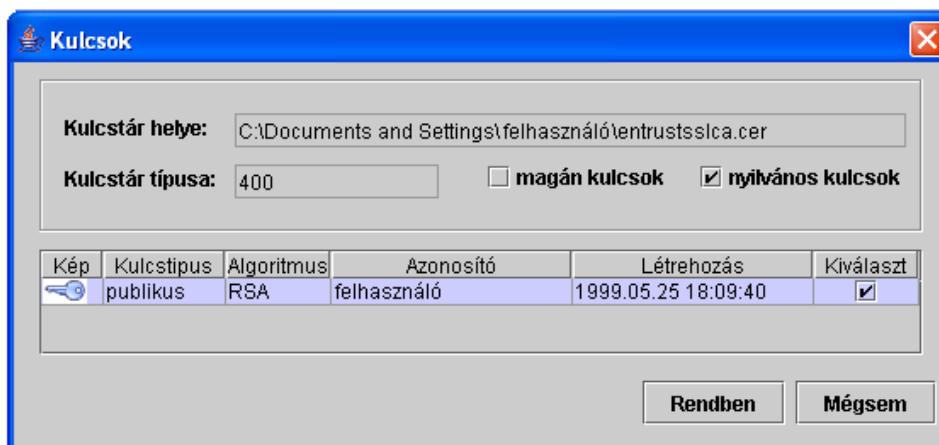 Kulcsok
Kulcstár helye: C:\Documents and Settings\felhasználó\entrustsslca.cer
Kulcstár típusa: 400 magán kulcsok nyilvános kulcsok
Kép Kulcstipus Algoritmus Azonosító Létrehozás Kiválaszt
publikus RSA felhasználó 1999.05.25 18:09:40
Rendben Mégsem